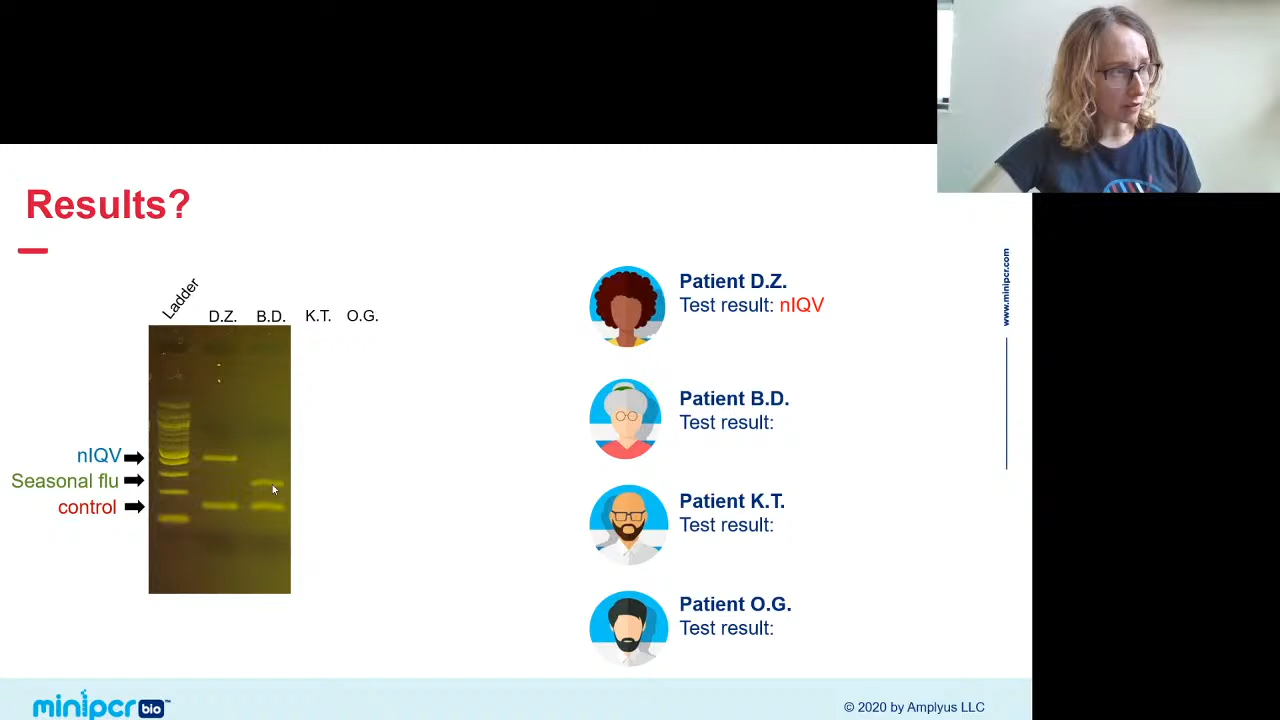 Results?
Ladder
D.Z. B.D. K.T. O.G.
nIQV
Seasonal flu
control
Patient D.Z.
Test result: nIQV
Patient B.D.
Test result:
Patient K.T.
Test result:
Patient O.G.
Test result:
www.minipcr.com
minipcr bio™
© 2020 by Amplyus LLC